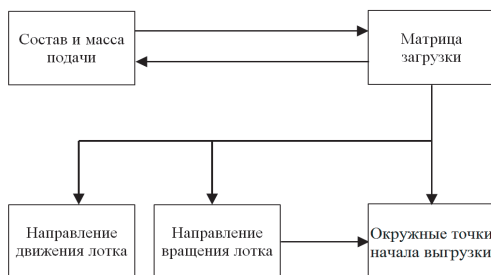 Состав и масса
подачи
Матрица
загрузки
Направление
движения лотка
Направление
вращения лотка
Окружные точки
начала выгрузки